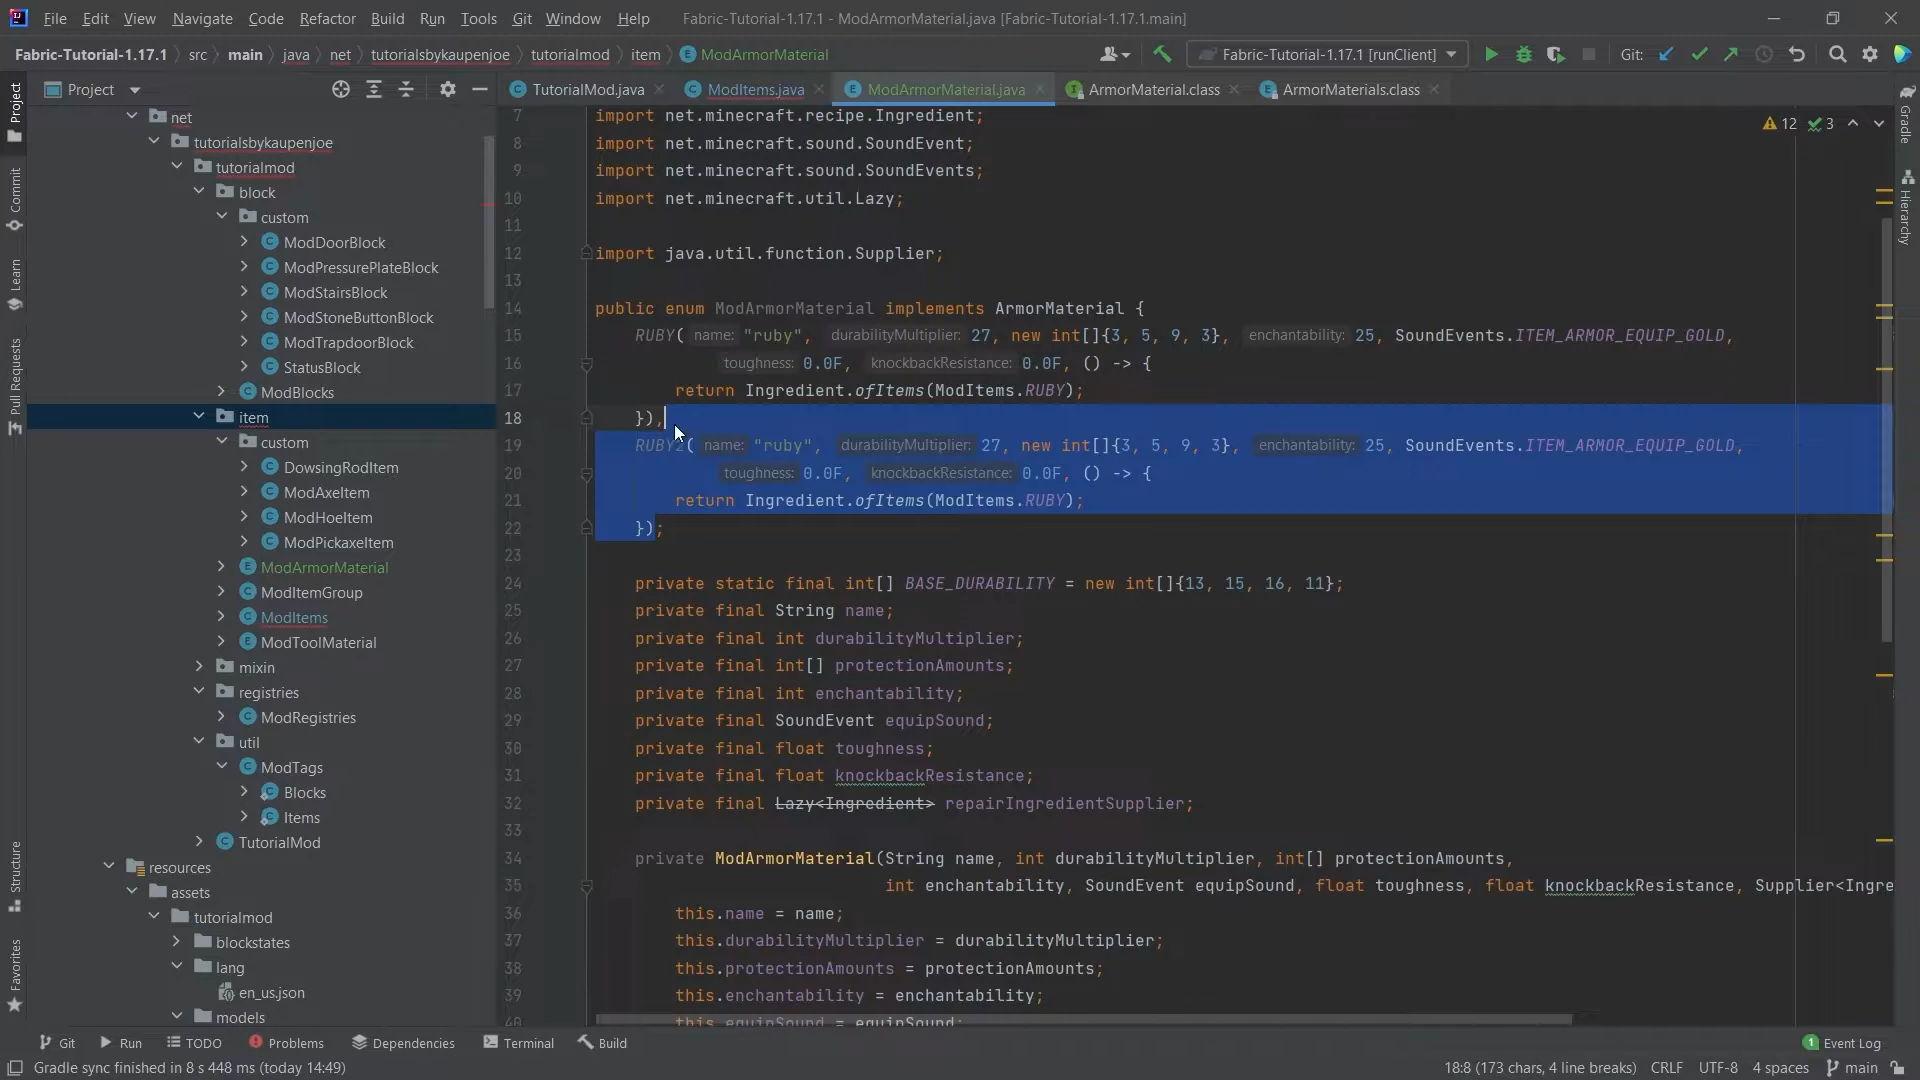 File Edit View Navigate Code Refactor Build Run Tools Git Window Help Fabric-Tutorial-1.17.1 - ModArmorMaterial.java [Fabric-Tutorial-1.17.1.main]
Fabric-Tutorial-1.17.1 src main java net tutorialsbykaupenjoe tutorialmod item ModArmorMaterial Fabric-Tutorial-1.17.1 [runClient] Git:
Project TutorialMod.java ModItems.java ModArmorMaterial.java ArmorMaterial.class ArmorMaterials.class
Project
Commit
Learn
Pull Requests
Structure
Favorites
net
tutorialsbykaupenjoe
tutorialmod
block
custom
ModDoorBlock
ModPressurePlateBlock
ModStairsBlock
ModStoneButtonBlock
ModTrapdoorBlock
StatusBlock
ModBlocks
item
custom
DowsingRodItem
ModAxeItem
ModHoeItem
ModPickaxeItem
ModArmorMaterial
ModItemGroup
ModItems
ModToolMaterial
mixin
registries
ModRegistries
util
ModTags
Blocks
Items
TutorialMod
resources
assets
tutorialmod
blockstates
lang
en_us.json
models
12 3
7 import net.minecraft.recipe.Ingredient;
8 import net.minecraft.sound.SoundEvent;
9 import net.minecraft.sound.SoundEvents;
10 import net.minecraft.util.Lazy;
11
12 import java.util.function.Supplier;
13
14 public enum ModArmorMaterial implements ArmorMaterial {
15 RUBY( name: "ruby", durabilityMultiplier: 27, new int[]{3, 5, 9, 3}, enchantability: 25, SoundEvents.ITEM_ARMOR_EQUIP_GOLD,
16 toughness: 0.0F, knockbackResistance: 0.0F, () -> {
17 return Ingredient.ofItems(ModItems.RUBY);
18 }),
19 RUBY2( name: "ruby", durabilityMultiplier: 27, new int[]{3, 5, 9, 3}, enchantability: 25, SoundEvents.ITEM_ARMOR_EQUIP_GOLD,
20 toughness: 0.0F, knockbackResistance: 0.0F, () -> {
21 return Ingredient.ofItems(ModItems.RUBY);
22 });
23
24 private static final int[] BASE_DURABILITY = new int[]{13, 15, 16, 11};
25 private final String name;
26 private final int durabilityMultiplier;
27 private final int[] protectionAmounts;
28 private final int enchantability;
29 private final SoundEvent equipSound;
30 private final float toughness;
31 private final float knockbackResistance;
32 private final Lazy<Ingredient> repairIngredientSupplier;
33
34 private ModArmorMaterial(String name, int durabilityMultiplier, int[] protectionAmounts,
35 int enchantability, SoundEvent equipSound, float toughness, float knockbackResistance, Supplier<Ingre
36 this.name = name;
37 this.durabilityMultiplier = durabilityMultiplier;
38 this.protectionAmounts = protectionAmounts;
39 this.enchantability = enchantability;
40 this.equipSound = equipSound;
Gradle
Hierarchy
Git Run TODO Problems Dependencies Terminal Build 1 Event Log
Gradle sync finished in 8 s 448 ms (today 14:49) 18:8 (173 chars, 4 line breaks) CRLF UTF-8 4 spaces main